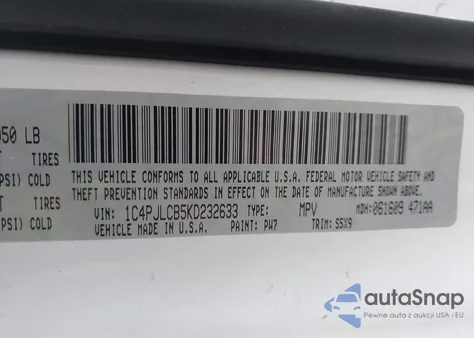 050 LB
TIRES
PSI) COLD
T TIRES
PSI) COLD
THIS VEHICLE CONFORMS TO ALL APPLICABLE U.S.A. FEDERAL MOTOR VEHICLE SAFETY AND
THEFT PREVENTION STANDARDS IN EFFECT ON THE DATE OF MANUFACTURE SHOWN ABOVE.
VIN: 1C4PJLCB5KD232633 TYPE: MPV MDH: 061609 471AA
VEHICLE MADE IN U.S.A. PAINT: PW7 TRIM: S5X9
autoSnap
Pewne auta z aukcji USA i EU